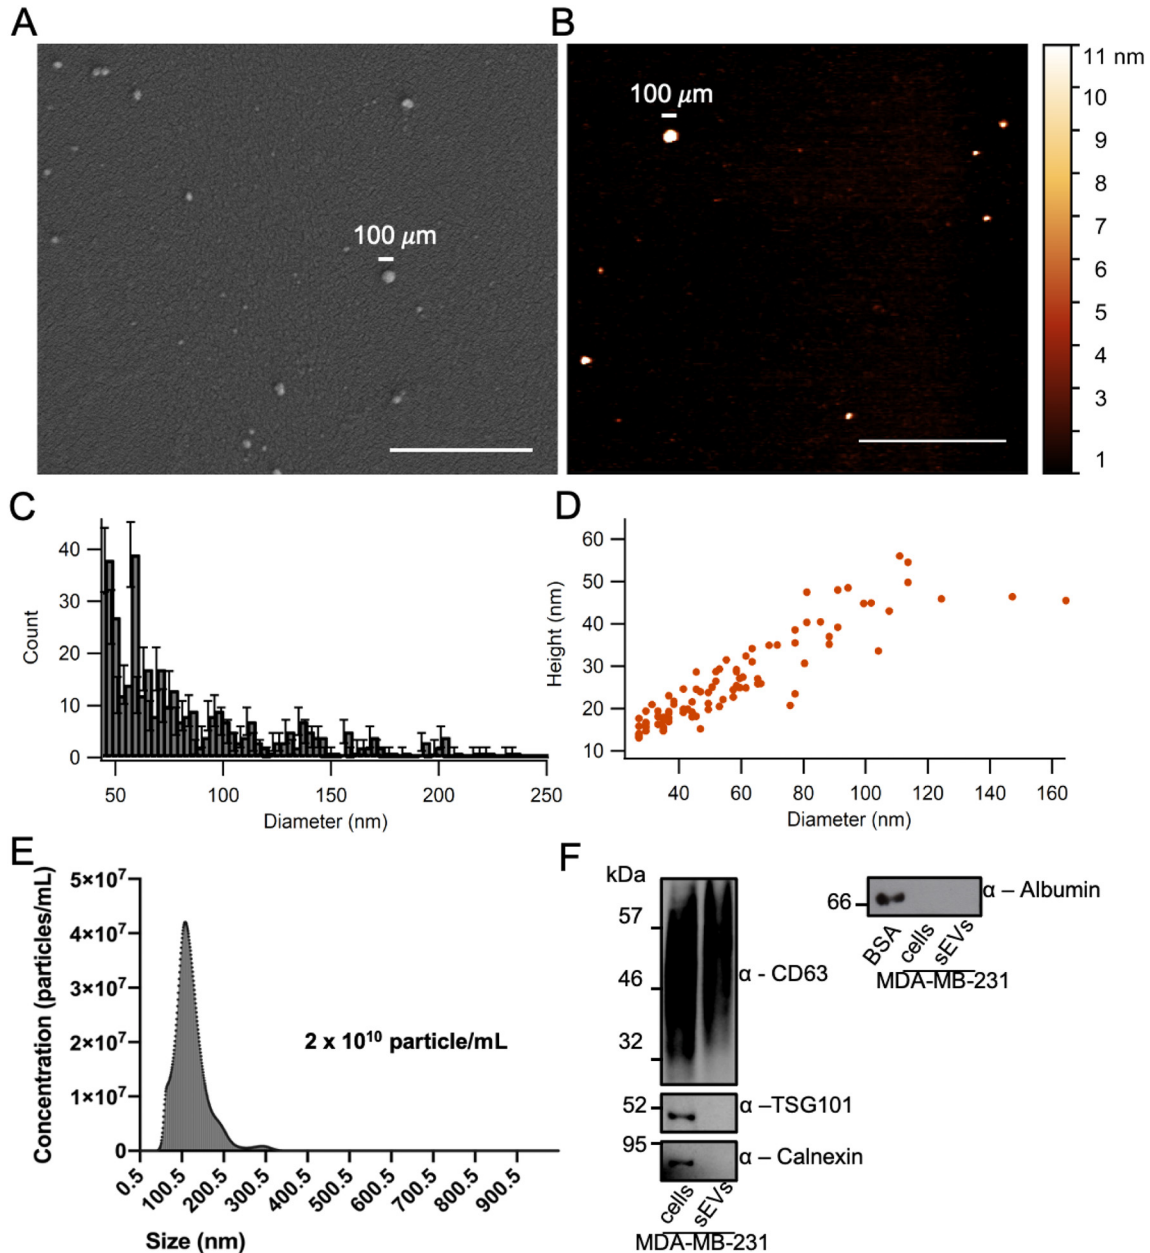 A
100 μm
B
100 μm
11 nm
10
9
8
7
6
5
4
3
1
C
Count
40
30
20
10
0
50
100
150
200
250
Diameter (nm)
D
Height (nm)
60
50
40
30
20
10
40
60
80
100
120
140
160
Diameter (nm)
E
Concentration (particles/mL)
5×10⁷
4×10⁷
3×10⁷
2×10⁷
1×10⁷
0
2 x 10¹⁰ particle/mL
0.5
100.5
200.5
300.5
400.5
500.5
600.5
700.5
800.5
900.5
Size (nm)
F
kDa
57
46
32
α - CD63
52
α –TSG101
95
α – Calnexin
cells
sEVs
MDA-MB-231
66
α – Albumin
BSA
cells
sEVs
MDA-MB-231